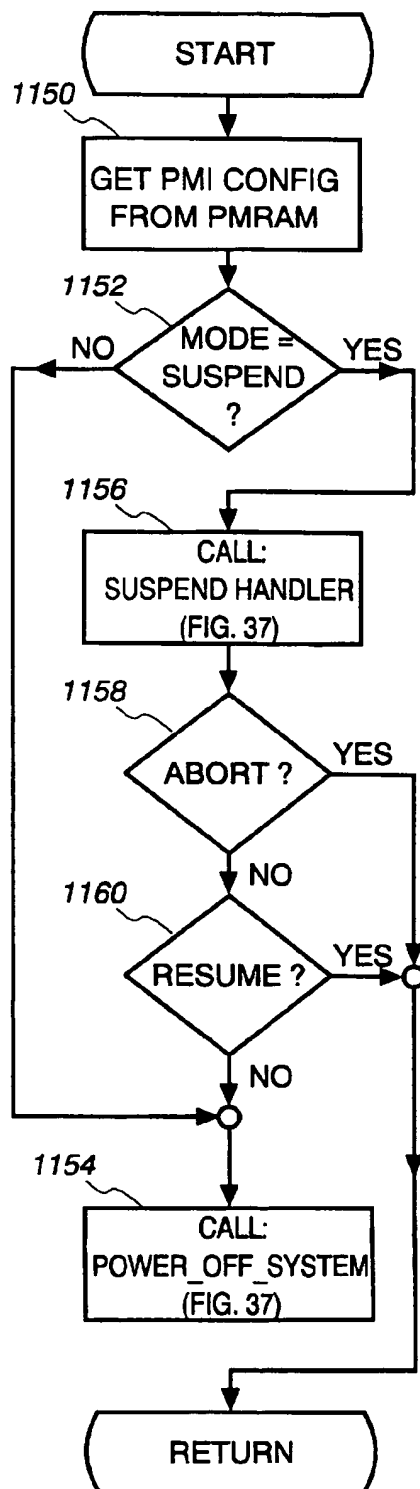 START
1150
GET PMI CONFIG
FROM PMRAM
1152
NO
MODE =
SUSPEND
?
YES
1156
CALL:
SUSPEND HANDLER
(FIG. 37)
1158
ABORT ?
YES
NO
1160
RESUME ?
YES
NO
1154
CALL:
POWER_OFF_SYSTEM
(FIG. 37)
RETURN